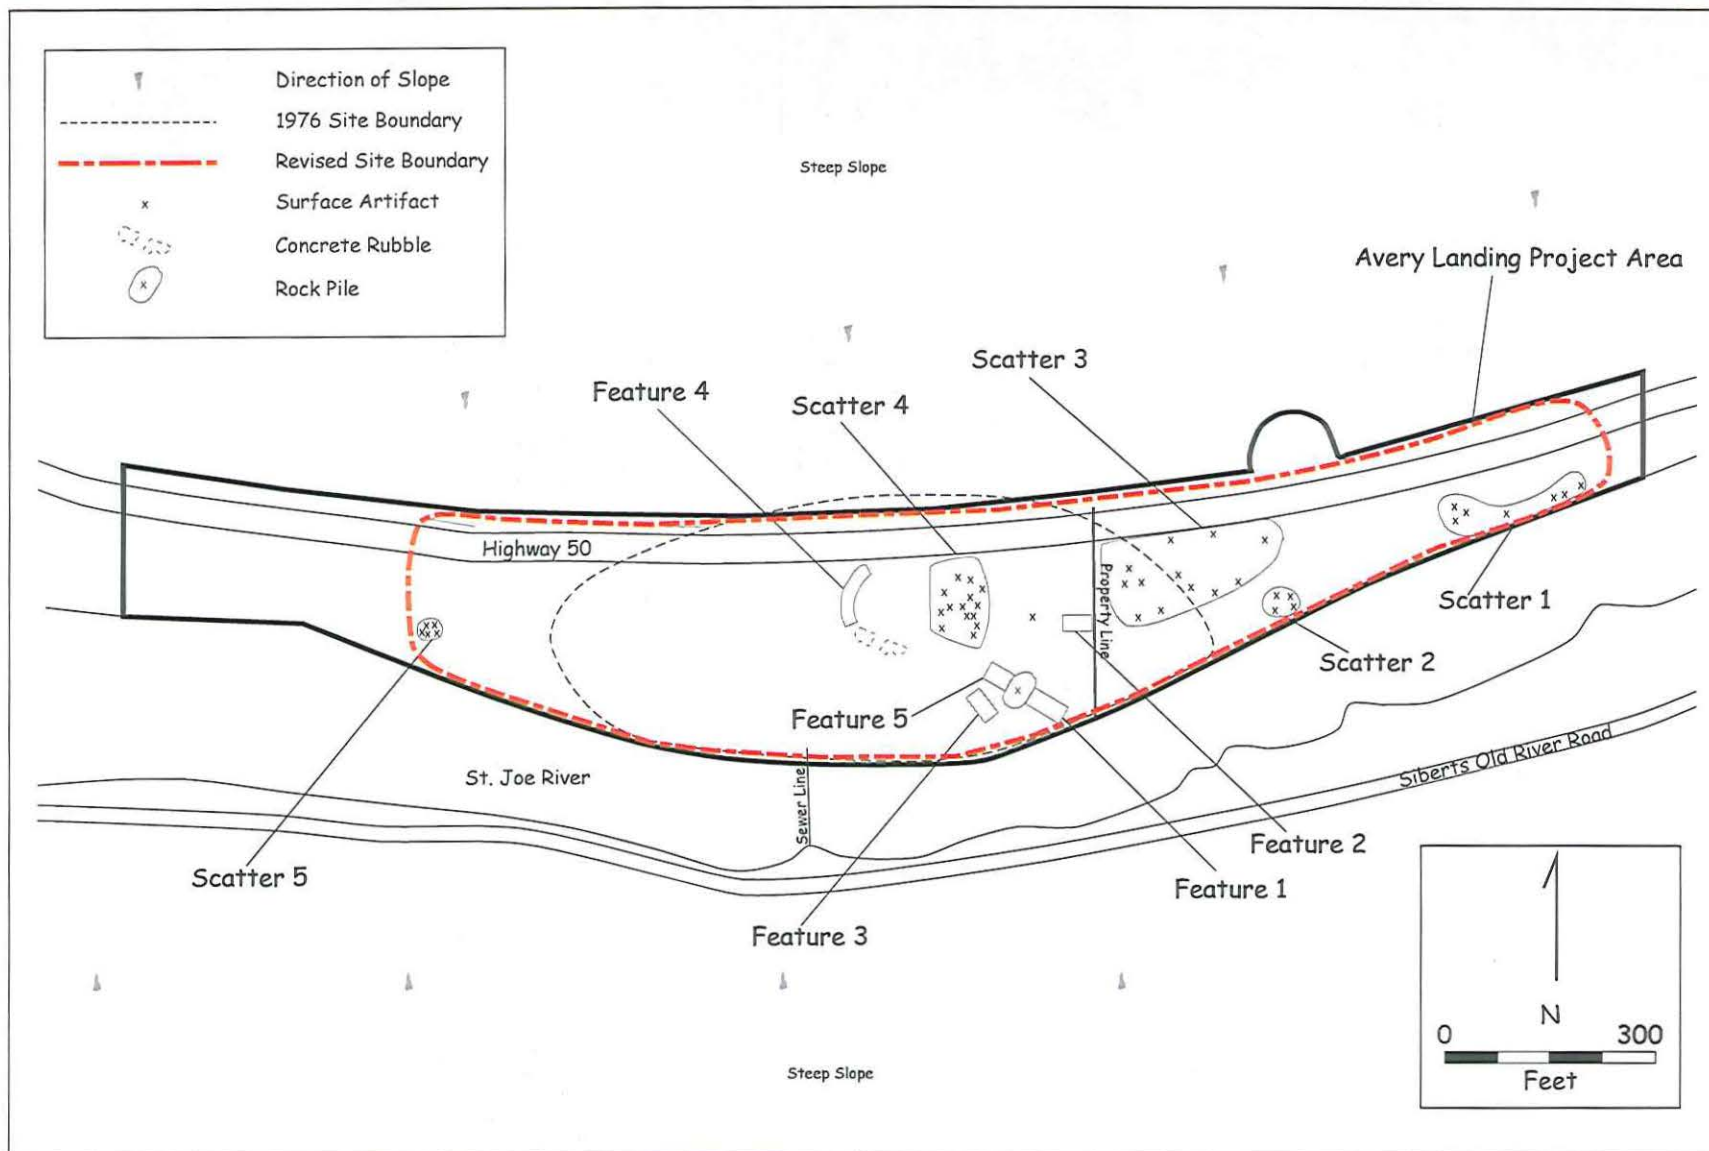 Direction of Slope
1976 Site Boundary
Revised Site Boundary
x Surface Artifact
Concrete Rubble
x Rock Pile
Steep Slope
Avery Landing Project Area
Scatter 3
Feature 4
Scatter 4
Highway 50
Property Line
Scatter 1
Scatter 2
Feature 5
St. Joe River
Sewer Line
Siberts Old River Road
Feature 2
Scatter 5
Feature 1
Feature 3
N
0 300
Feet
Steep Slope